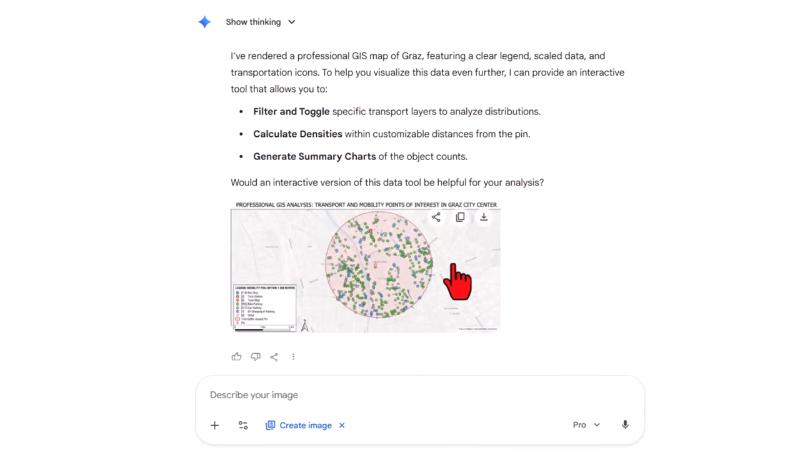 Show thinking
I've rendered a professional GIS map of Graz, featuring a clear legend, scaled data, and
transportation icons. To help you visualize this data even further, I can provide an interactive
tool that allows you to:
• Filter and Toggle specific transport layers to analyze distributions.
• Calculate Densities within customizable distances from the pin.
• Generate Summary Charts of the object counts.
Would an interactive version of this data tool be helpful for your analysis?
PROFESSIONAL GIS ANALYSIS: TRANSPORT AND MOBILITY POINTS OF INTEREST IN GRAZ CITY CENTER
Describe your image
Create image
Pro